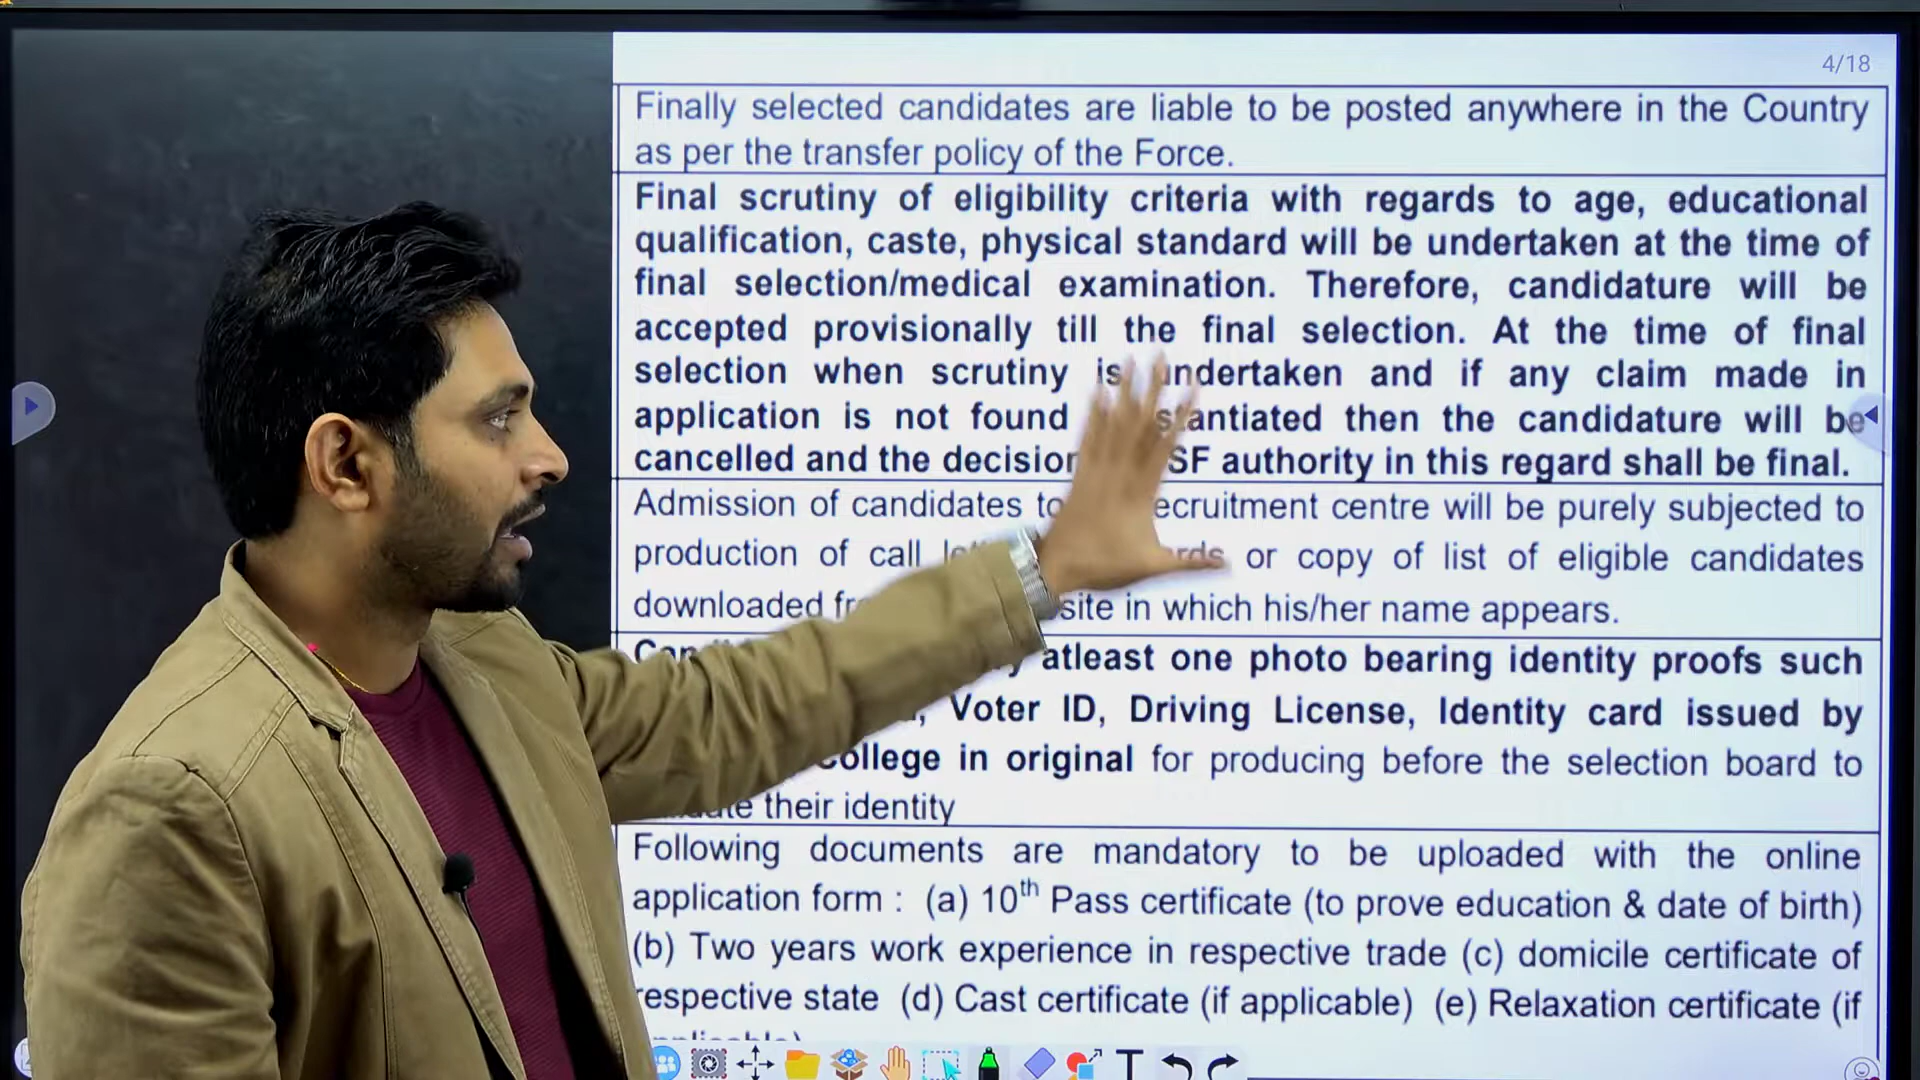 4/18
Finally selected candidates are liable to be posted anywhere in the Country
as per the transfer policy of the Force.
Final scrutiny of eligibility criteria with regards to age, educational
qualification, caste, physical standard will be undertaken at the time of
final selection/medical examination. Therefore, candidature will be
accepted provisionally till the final selection. At the time of final
selection when scrutiny is undertaken and if any claim made in
application is not found stantiated then the candidature will be
cancelled and the decision SF authority in this regard shall be final.
Admission of candidates to ecruitment centre will be purely subjected to
production of call or copy of list of eligible candidates
downloaded site in which his/her name appears.
atleast one photo bearing identity proofs such
, Voter ID, Driving License, Identity card issued by
college in original for producing before the selection board to
their identity
Following documents are mandatory to be uploaded with the online
application form : (a) 10th Pass certificate (to prove education & date of birth)
(b) Two years work experience in respective trade (c) domicile certificate of
respective state (d) Cast certificate (if applicable) (e) Relaxation certificate (if
T